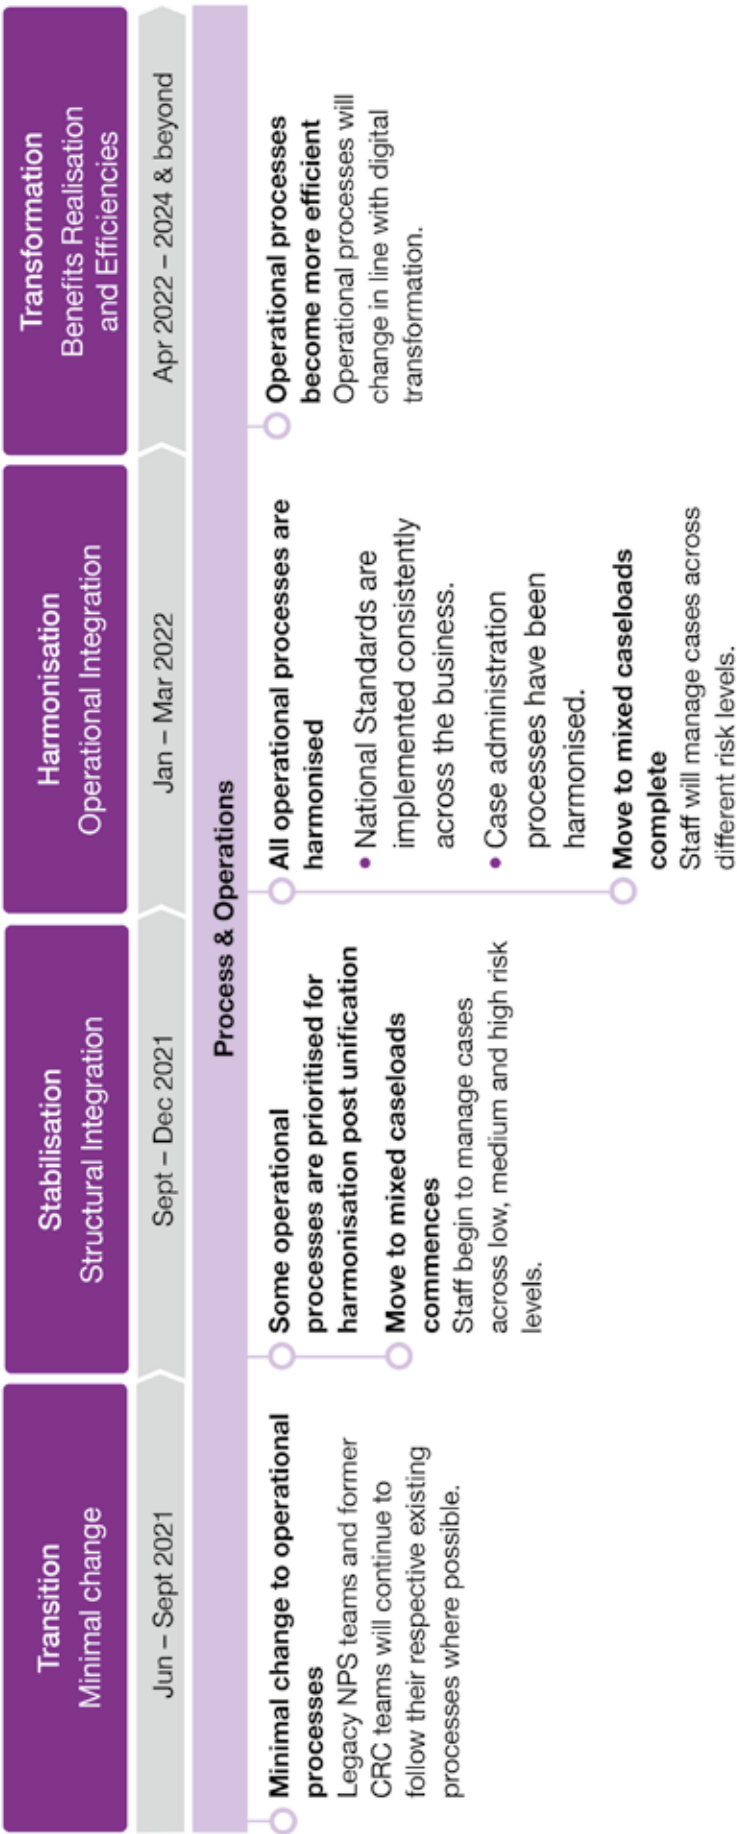 Transition
Minimal change
Stabilisation
Structural Integration
Harmonisation
Operational Integration
Transformation
Benefits Realisation
and Efficiencies
Jun – Sept 2021
Sept – Dec 2021
Jan – Mar 2022
Apr 2022 – 2024 & beyond
Process & Operations
Minimal change to operational
processes
Legacy NPS teams and former
CRC teams will continue to
follow their respective existing
processes where possible.
Some operational
processes are prioritised for
harmonisation post unification
Move to mixed caseloads
commences
Staff begin to manage cases
across low, medium and high risk
levels.
All operational processes are
harmonised
• National Standards are
implemented consistently
across the business.
• Case administration
processes have been
harmonised.
Move to mixed caseloads
complete
Staff will manage cases across
different risk levels.
Operational processes
become more efficient
Operational processes will
change in line with digital
transformation.